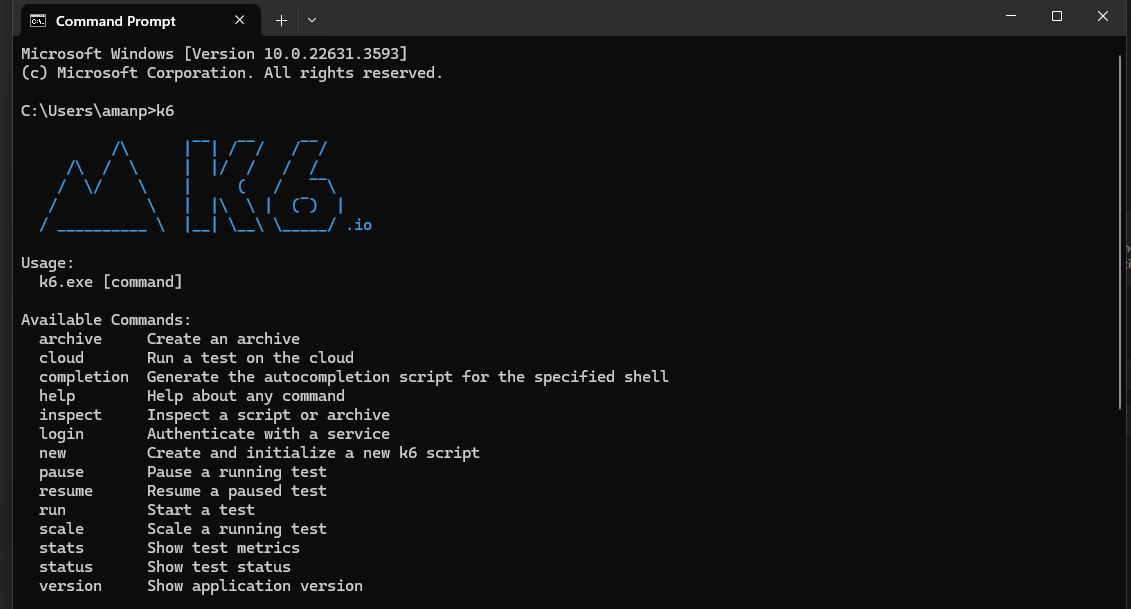 Command Prompt
Microsoft Windows [Version 10.0.22631.3593]
(c) Microsoft Corporation. All rights reserved.
C:\Users\amanp>k6
         /\      |‾‾| /‾‾/   /‾‾/
    /\  /  \     |  |/  /   /  /
   /  \/    \    |     (   /   ‾‾\
  /          \   |  |\  \ |  (‾)  |
 / __________ \  |__| \__\ \_____/ .io
Usage:
  k6.exe [command]
Available Commands:
  archive     Create an archive
  cloud       Run a test on the cloud
  completion  Generate the autocompletion script for the specified shell
  help        Help about any command
  inspect     Inspect a script or archive
  login       Authenticate with a service
  new         Create and initialize a new k6 script
  pause       Pause a running test
  resume      Resume a paused test
  run         Start a test
  scale       Scale a running test
  stats       Show test metrics
  status      Show test status
  version     Show application version